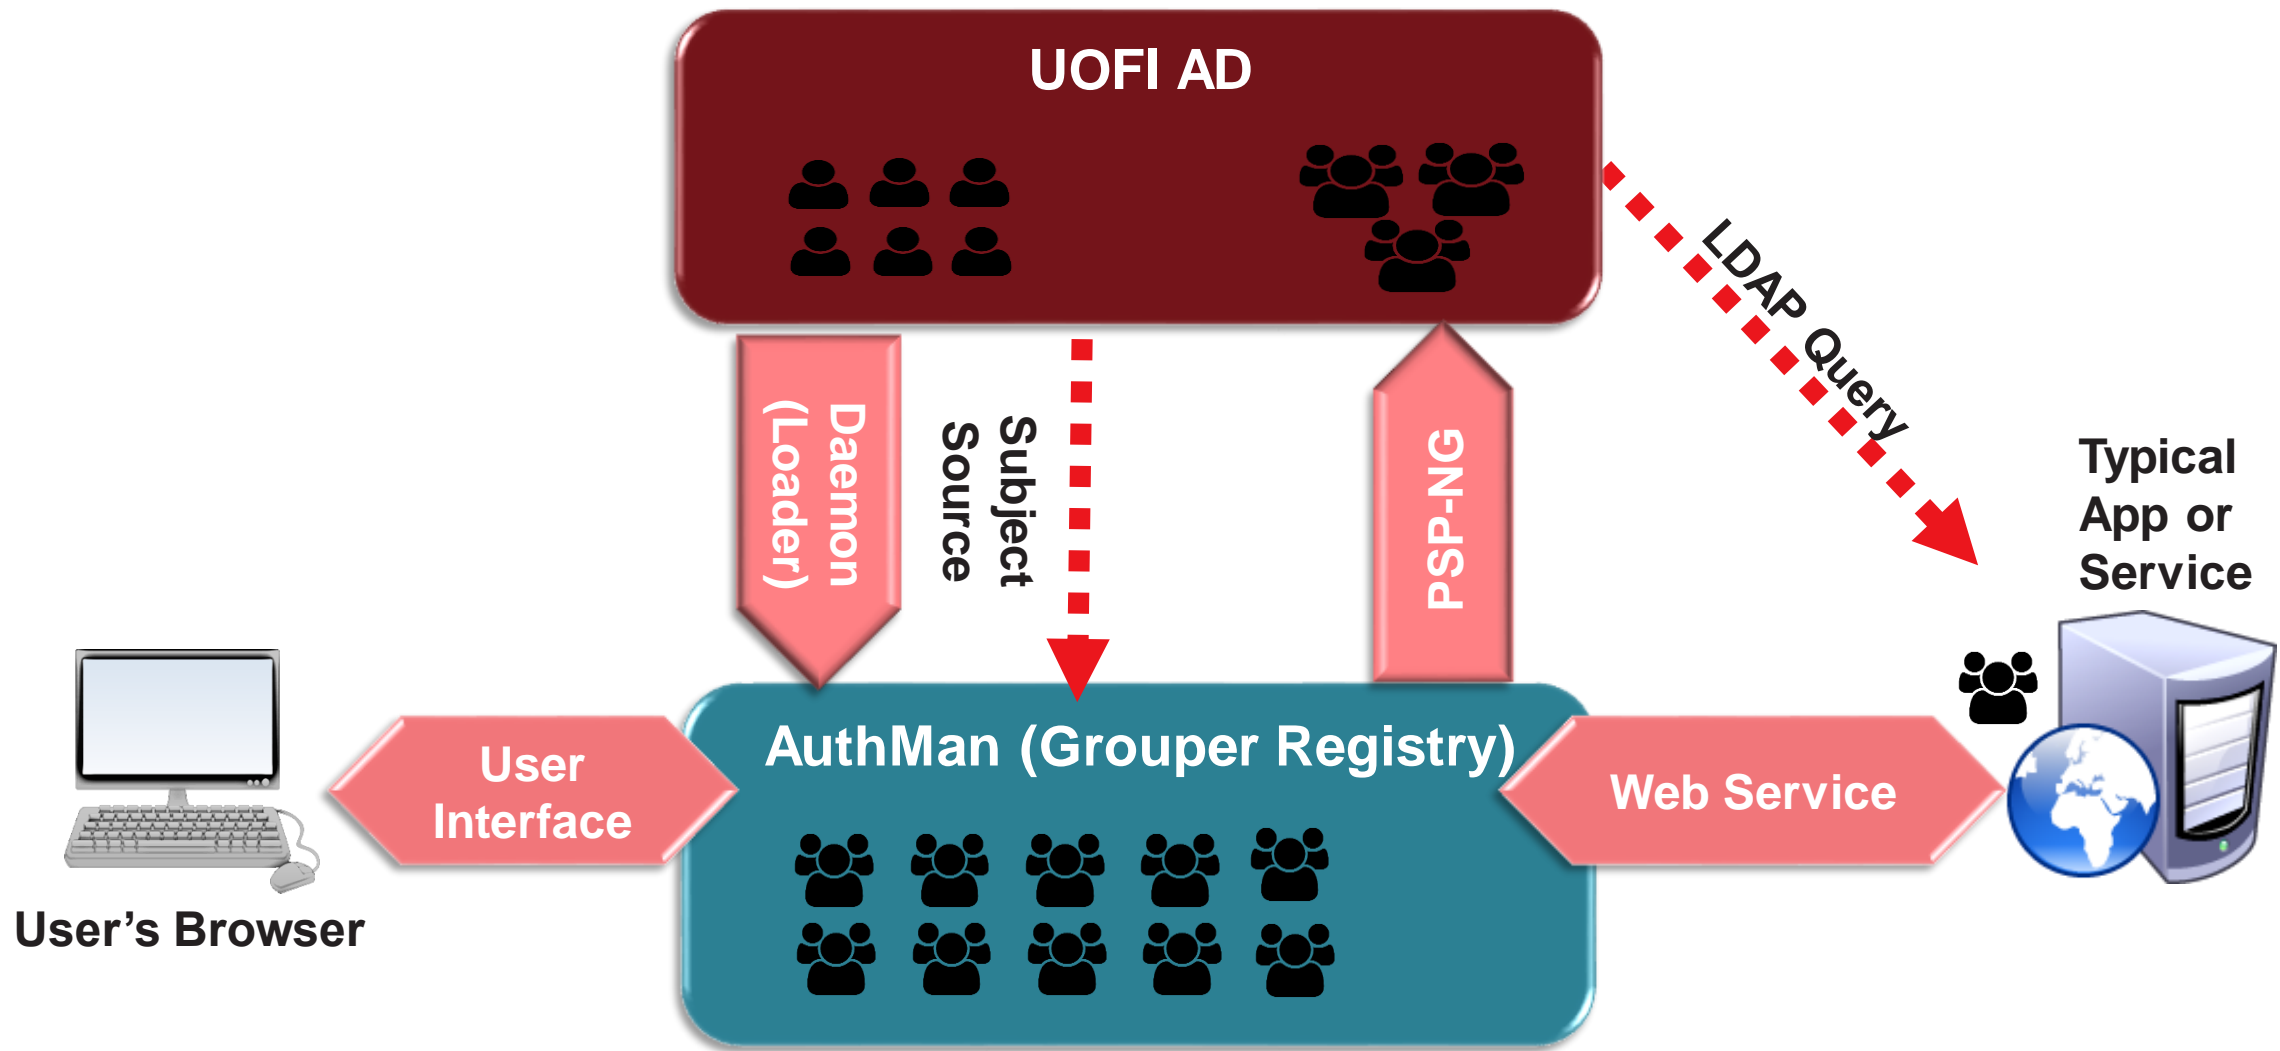 UOFI AD
LDAP Query
Daemon
(Loader)
Subject
Source
PSP-NG
Typical
App or
Service
AuthMan (Grouper Registry)
User
Interface
Web Service
User’s Browser